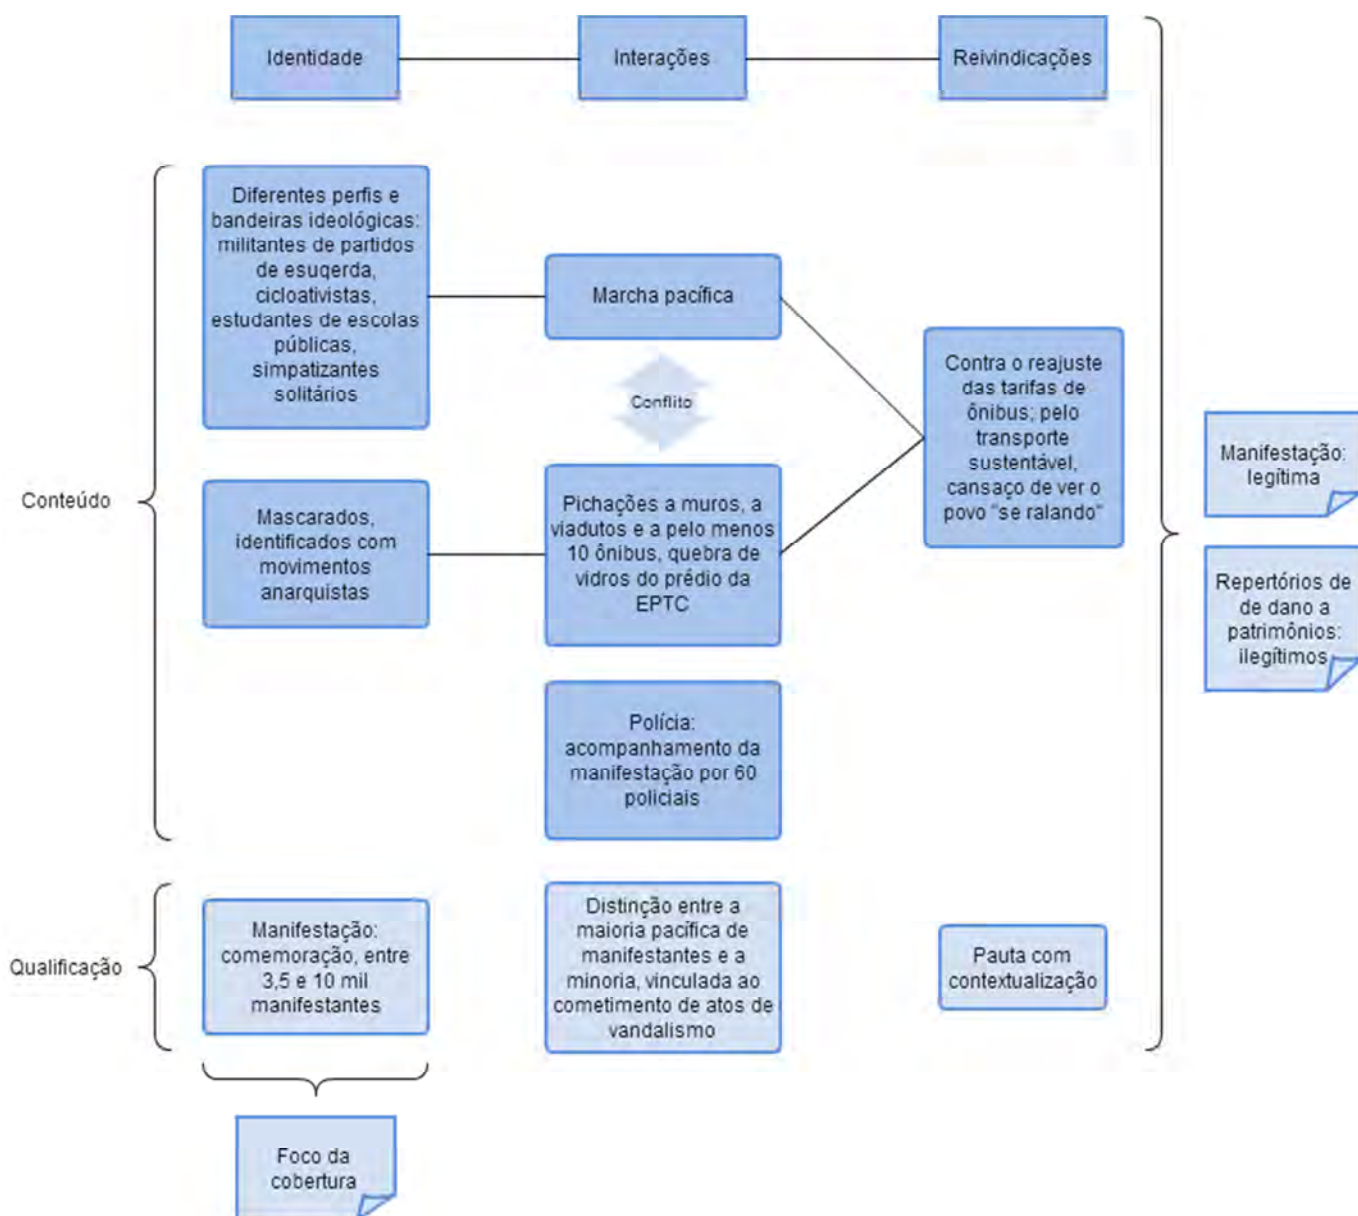 Identidade
Interações
Reivindicações
Diferentes perfis e
bandeiras ideológicas:
militantes de partidos
de esuqerda,
cicloativistas,
estudantes de escolas
públicas,
simpatizantes
solitários
Marcha pacífica
Conflito
Contra o reajuste
das tarifas de
ônibus; pelo
transporte
sustentável,
cansaço de ver o
povo "se ralando"
Manifestação:
legítima
Conteúdo
Mascarados,
identificados com
movimentos
anarquistas
Pichações a muros, a
viadutos e a pelo menos
10 ônibus, quebra de
vidros do prédio da
EPTC
Repertórios de
de dano a
patrimônios:
ilegítimos
Polícia:
acompanhamento da
manifestação por 60
policiais
Qualificação
Manifestação:
comemoração, entre
3,5 e 10 mil
manifestantes
Distinção entre a
maioria pacífica de
manifestantes e a
minoria, vinculada ao
cometimento de atos de
vandalismo
Pauta com
contextualização
Foco da
cobertura